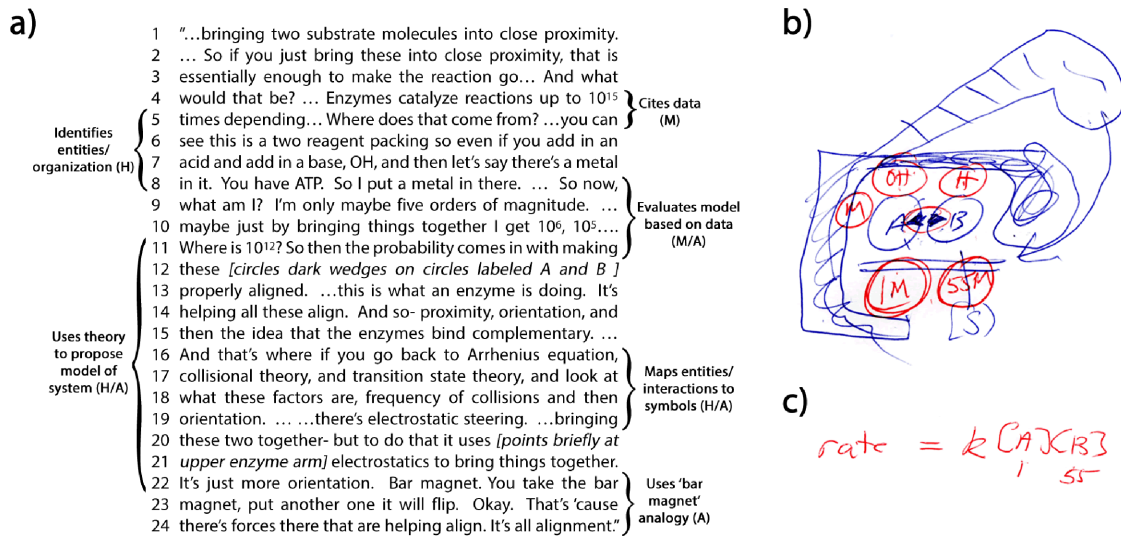 a)
1 "...bringing two substrate molecules into close proximity.
2 ... So if you just bring these into close proximity, that is
3 essentially enough to make the reaction go... And what
4 would that be? ... Enzymes catalyze reactions up to 10¹⁵
5 times depending... Where does that come from? ...you can
6 see this is a two reagent packing so even if you add in an
7 acid and add in a base, OH, and then let's say there's a metal
8 in it. You have ATP. So I put a metal in there. ... So now,
9 what am I? I'm only maybe five orders of magnitude. ...
10 maybe just by bringing things together I get 10⁶, 10⁵....
11 Where is 10¹²? So then the probability comes in with making
12 these [circles dark wedges on circles labeled A and B ]
13 properly aligned. ...this is what an enzyme is doing. It's
14 helping all these align. And so- proximity, orientation, and
15 then the idea that the enzymes bind complementary. ...
16 And that's where if you go back to Arrhenius equation,
17 collisional theory, and transition state theory, and look at
18 what these factors are, frequency of collisions and then
19 orientation. ... ...there's electrostatic steering. ...bringing
20 these two together- but to do that it uses [points briefly at
21 upper enzyme arm] electrostatics to bring things together.
22 It's just more orientation. Bar magnet. You take the bar
23 magnet, put another one it will flip. Okay. That's 'cause
24 there's forces there that are helping align. It's all alignment."
Identifies
entities/
organization (H)
Uses theory
to propose
model of
system (H/A)
Cites data
(M)
Evaluates model
based on data
(M/A)
Maps entities/
interactions to
symbols (H/A)
Uses 'bar
magnet'
analogy (A)
b)
OH H
M A B
1M 55M
[S]
c)
rate = k[A][B]
1 55